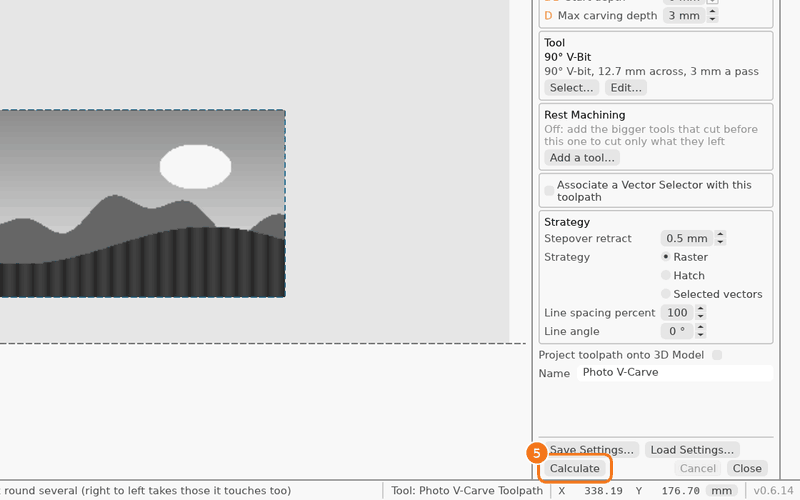 D Max carving depth 3 mm
Tool
90° V-Bit
90° V-bit, 12.7 mm across, 3 mm a pass
Select... Edit...
Rest Machining
Off: add the bigger tools that cut before
this one to cut only what they left
Add a tool...
Associate a Vector Selector with this
toolpath
Strategy
Stepover retract 0.5 mm
Strategy Raster
Hatch
Selected vectors
Line spacing percent 100
Line angle 0 °
Project toolpath onto 3D Model
Name Photo V-Carve
5
Save Settings... Load Settings...
Calculate Cancel Close
round several (right to left takes those it touches too) Tool: Photo V-Carve Toolpath X 338.19 Y 176.70 mm v0.6.14